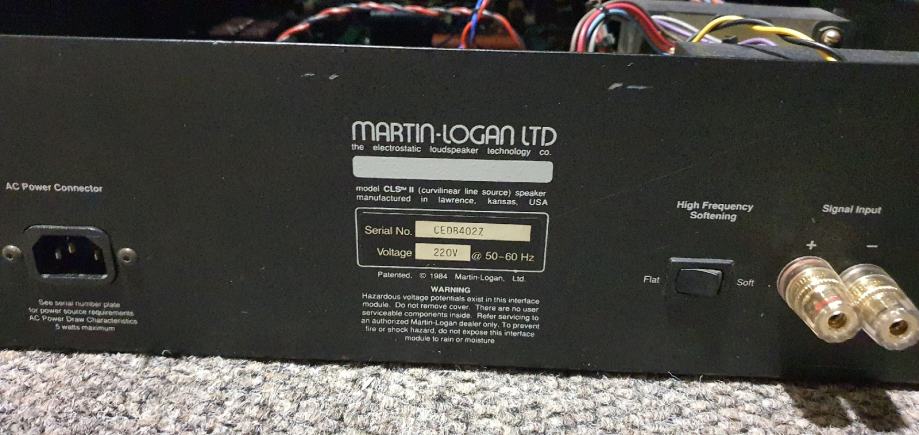 MARTIN-LOGAN LTD
the electrostatic loudspeaker technology co.
model CLS™ II (curvilinear line source) speaker
manufactured in lawrence, kansas, USA
Serial No. CEDB4027
Voltage 220V @ 50-60 Hz
Patented. © 1984 Martin-Logan, Ltd.
WARNING
Hazardous voltage potentials exist in this interface
module. Do not remove cover. There are no user
serviceable components inside. Refer servicing to
an authorized Martin-Logan dealer only. To prevent
fire or shock hazard, do not expose this interface
module to rain or moisture
AC Power Connector
See serial number plate
for power source requirements
AC Power Draw Characteristics
5 watts maximum
High Frequency
Softening
Flat Soft
Signal Input
+ −